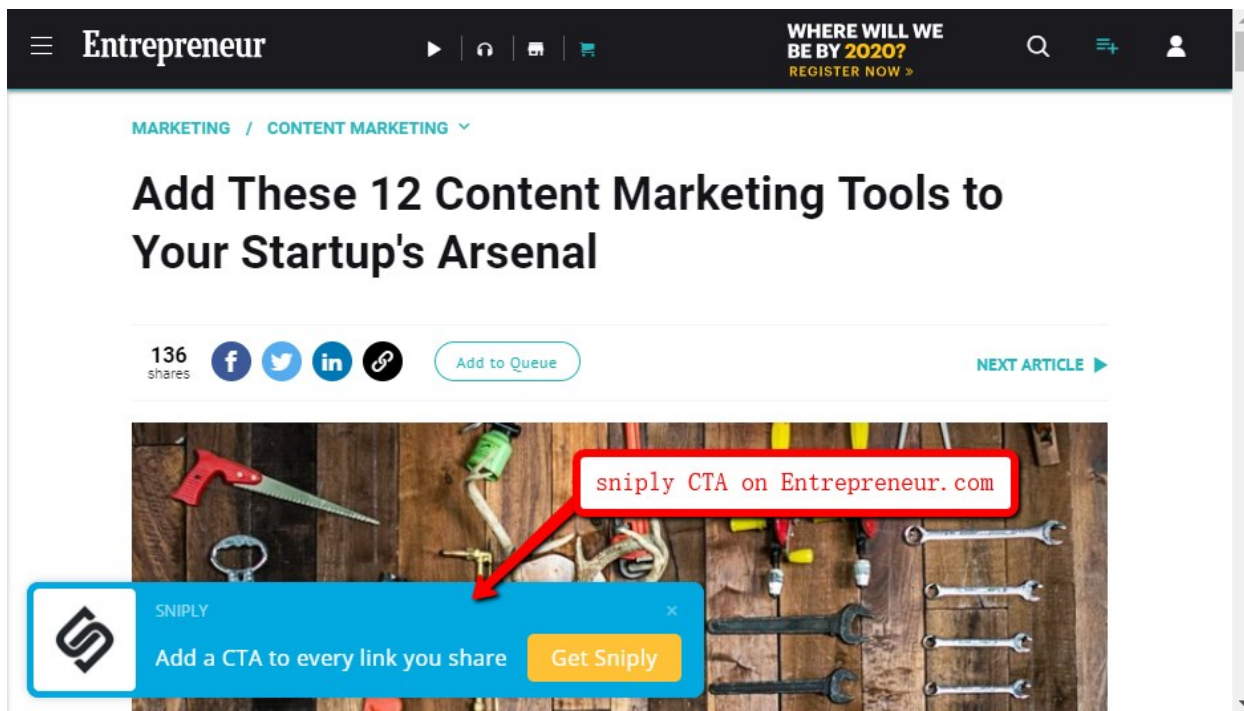 Entrepreneur
WHERE WILL WE
BE BY 2020?
REGISTER NOW »
MARKETING / CONTENT MARKETING
Add These 12 Content Marketing Tools to
Your Startup's Arsenal
136
shares
Add to Queue
NEXT ARTICLE
sniply CTA on Entrepreneur.com
SNIPLY
×
Add a CTA to every link you share
Get Sniply